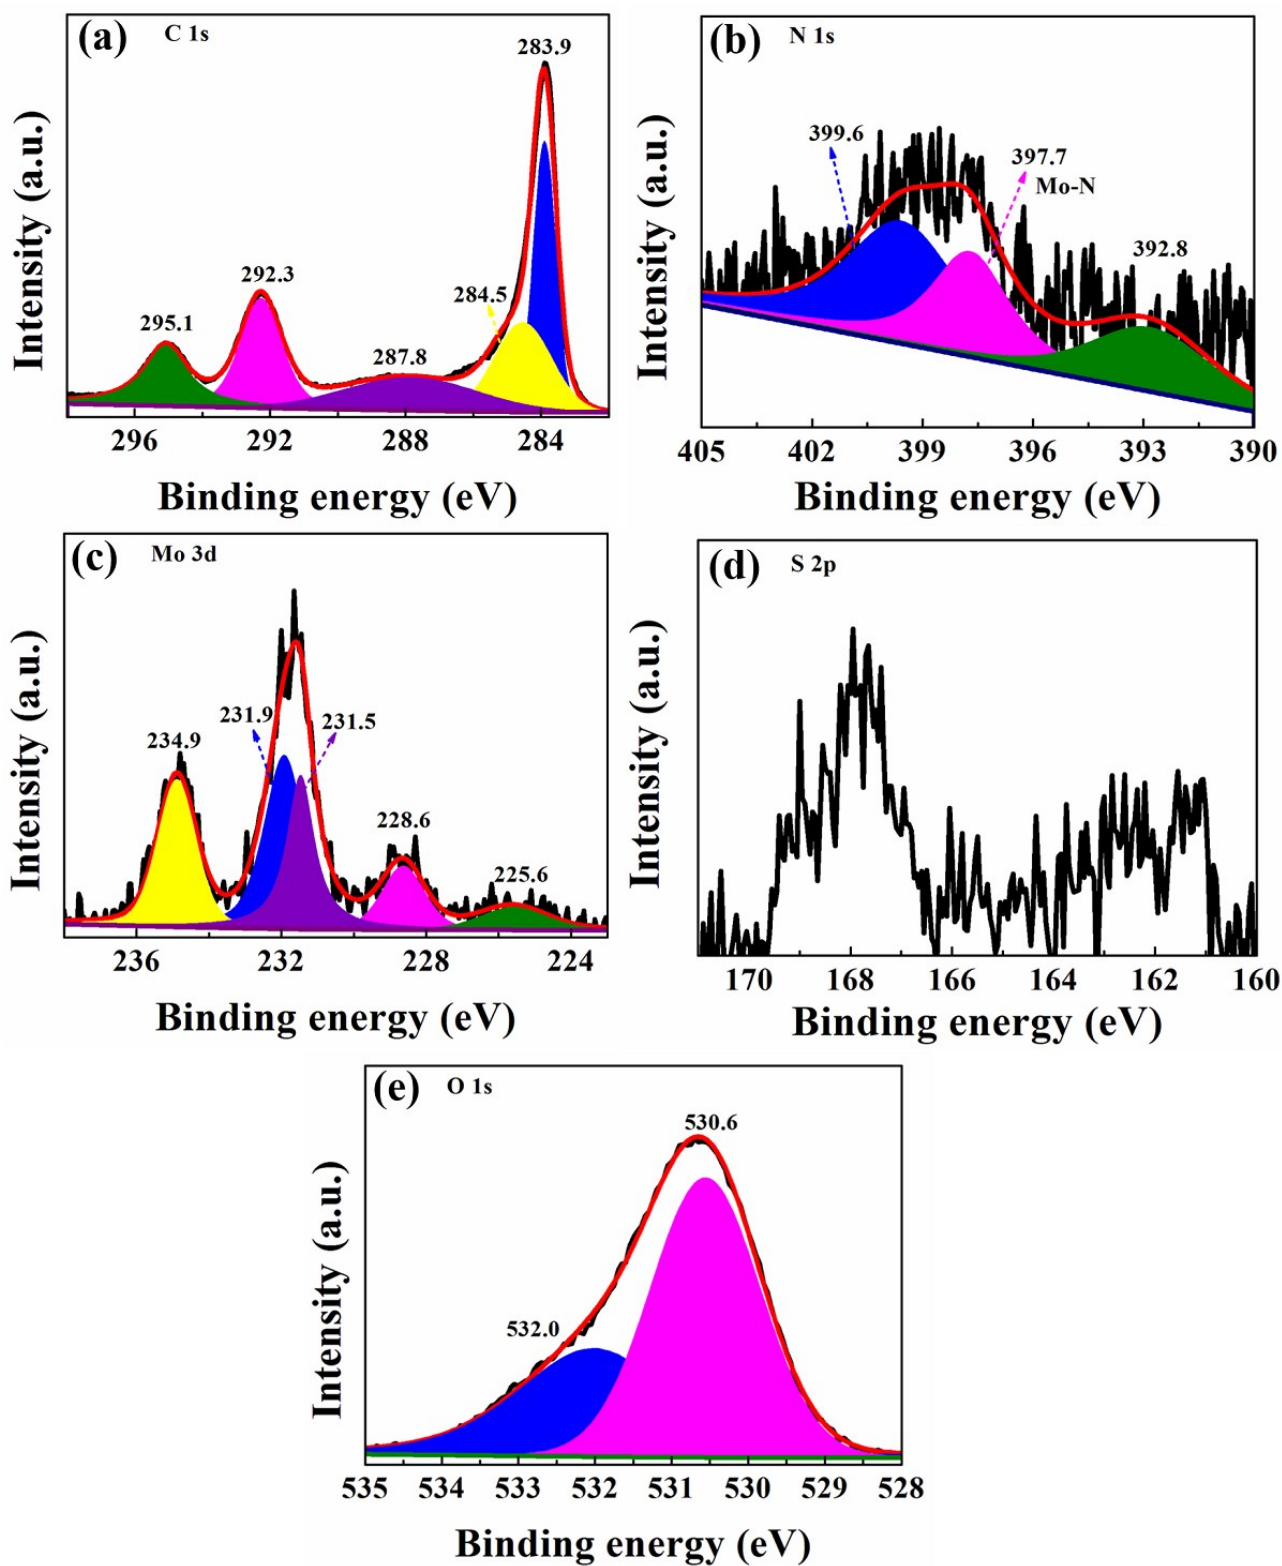 (a) C 1s
283.9
292.3
284.5
295.1
287.8
Intensity (a.u.)
296 292 288 284
Binding energy (eV)
(b) N 1s
399.6
397.7
Mo-N
392.8
Intensity (a.u.)
405 402 399 396 393 390
Binding energy (eV)
(c) Mo 3d
231.9
231.5
234.9
228.6
225.6
Intensity (a.u.)
236 232 228 224
Binding energy (eV)
(d) S 2p
Intensity (a.u.)
170 168 166 164 162 160
Binding energy (eV)
(e) O 1s
530.6
532.0
Intensity (a.u.)
535 534 533 532 531 530 529 528
Binding energy (eV)